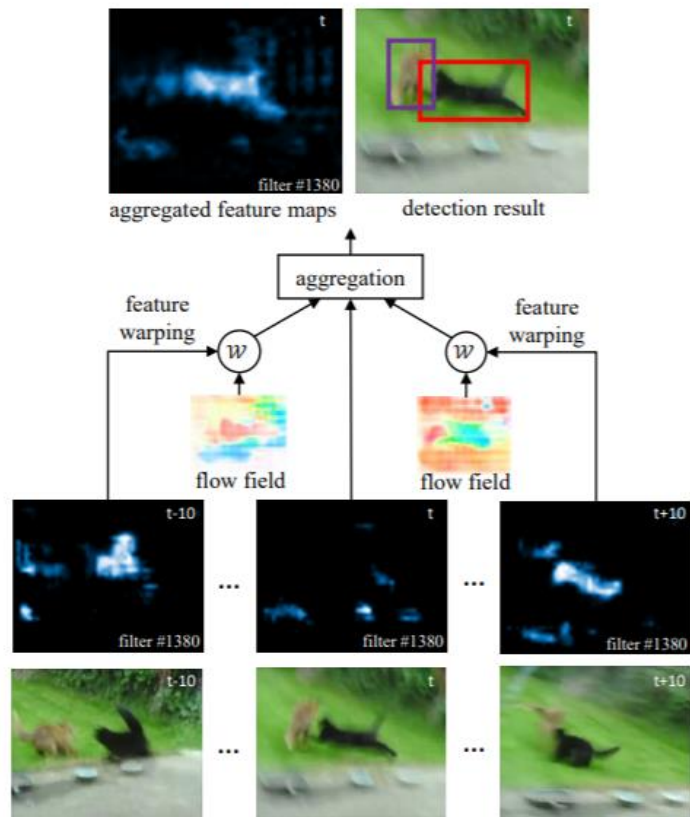 t
t
filter #1380
aggregated feature maps
detection result
aggregation
feature
warping
feature
warping
W
W
flow field
flow field
t-10
t
t+10
...
...
filter #1380
filter #1380
filter #1380
t-10
t
t+10
...
...